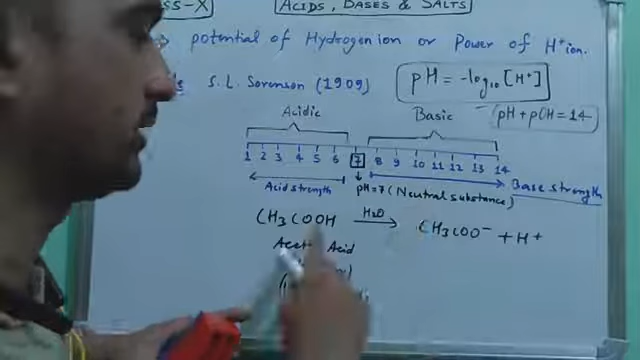 SS-X
ACIDS, BASES & SALTS
potential of Hydrogenion or Power of H+ion.
S.L. Sorenson (1909)
pH = -log₁₀[H⁺]
pH + pOH = 14
Acidic
Basic
1 2 3 4 5 6 7 8 9 10 11 12 13 14
Acid strength
pH=7 (Neutral substance)
Base strength
CH₃COOH
H₂O
CH₃COO⁻ + H⁺
Acetic Acid